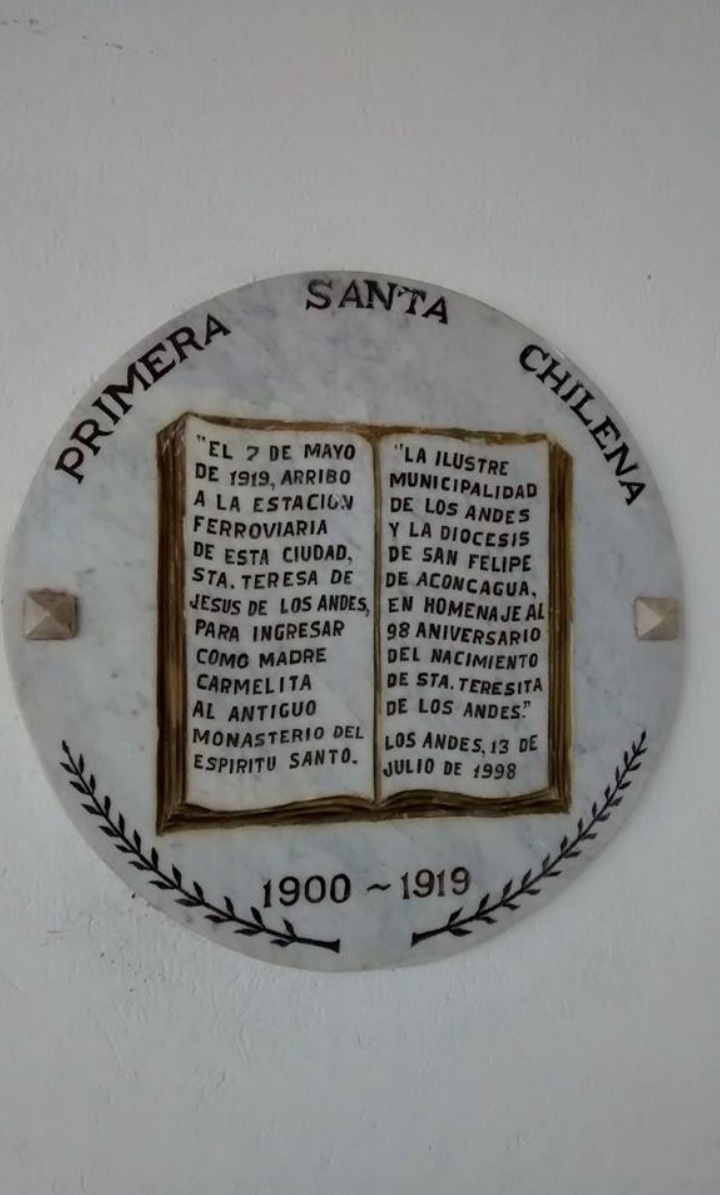 PRIMERA SANTA CHILENA
"EL 7 DE MAYO
DE 1919, ARRIBO
A LA ESTACION
FERROVIARIA
DE ESTA CIUDAD,
STA. TERESA DE
JESUS DE LOS ANDES,
PARA INGRESAR
COMO MADRE
CARMELITA
AL ANTIGUO
MONASTERIO DEL
ESPIRITU SANTO.
"LA ILUSTRE
MUNICIPALIDAD
DE LOS ANDES
Y LA DIOCESIS
DE SAN FELIPE
DE ACONCAGUA,
EN HOMENAJE AL
98 ANIVERSARIO
DEL NACIMIENTO
DE STA. TERESITA
DE LOS ANDES."
LOS ANDES, 13 DE
JULIO DE 1998
1900 ~ 1919